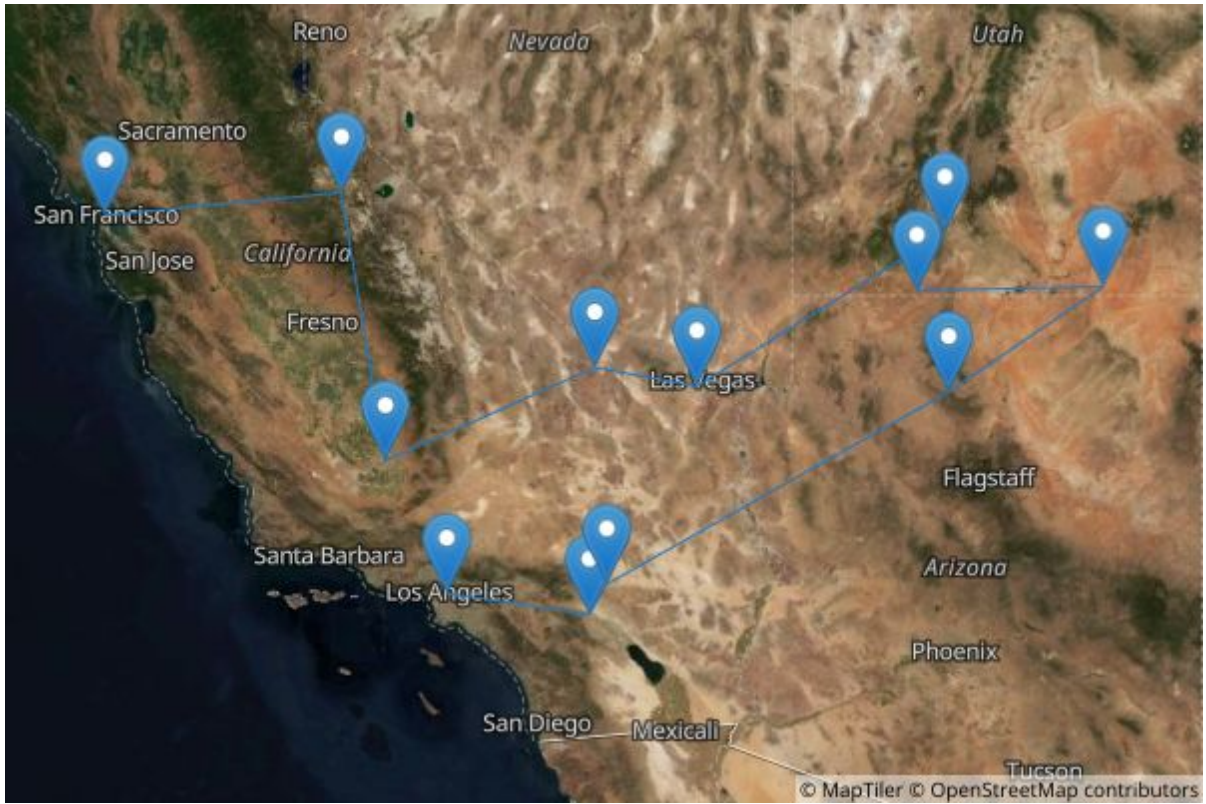 Reno
Nevada
Utah
Sacramento
San Francisco
San Jose
California
Fresno
Las Vegas
Flagstaff
Santa Barbara
Los Angeles
Arizona
Phoenix
San Diego
Mexicali
Tucson
© MapTiler © OpenStreetMap contributors